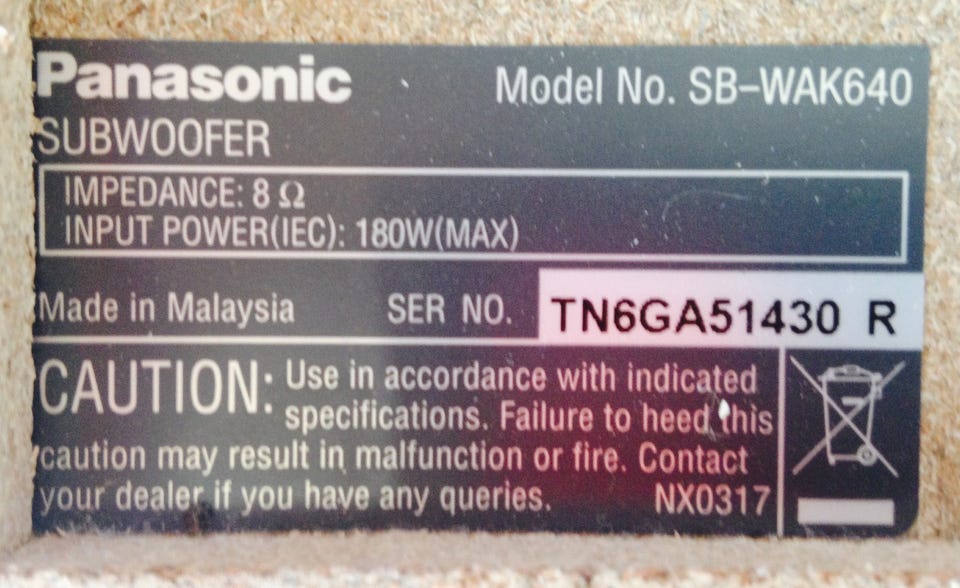 Panasonic Model No. SB-WAK640
SUBWOOFER
IMPEDANCE: 8 Ω
INPUT POWER(IEC): 180W(MAX)
Made in Malaysia SER NO. TN6GA51430 R
CAUTION: Use in accordance with indicated
specifications. Failure to heed this
caution may result in malfunction or fire. Contact
your dealer if you have any queries. NX0317